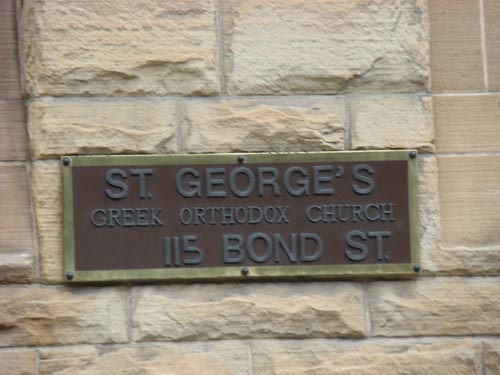 ST. GEORGE'S
GREEK ORTHODOX CHURCH
115 BOND ST.